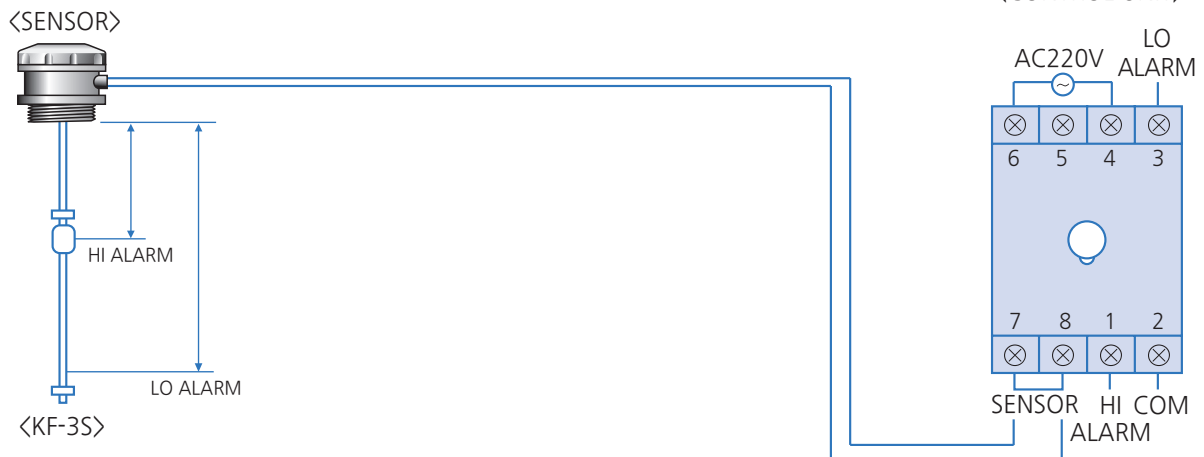 〈SENSOR〉
HI ALARM
LO ALARM
〈KF-3S〉
AC220V
LO
ALARM
6 5 4 3
7 8 1 2
SENSOR HI COM
ALARM